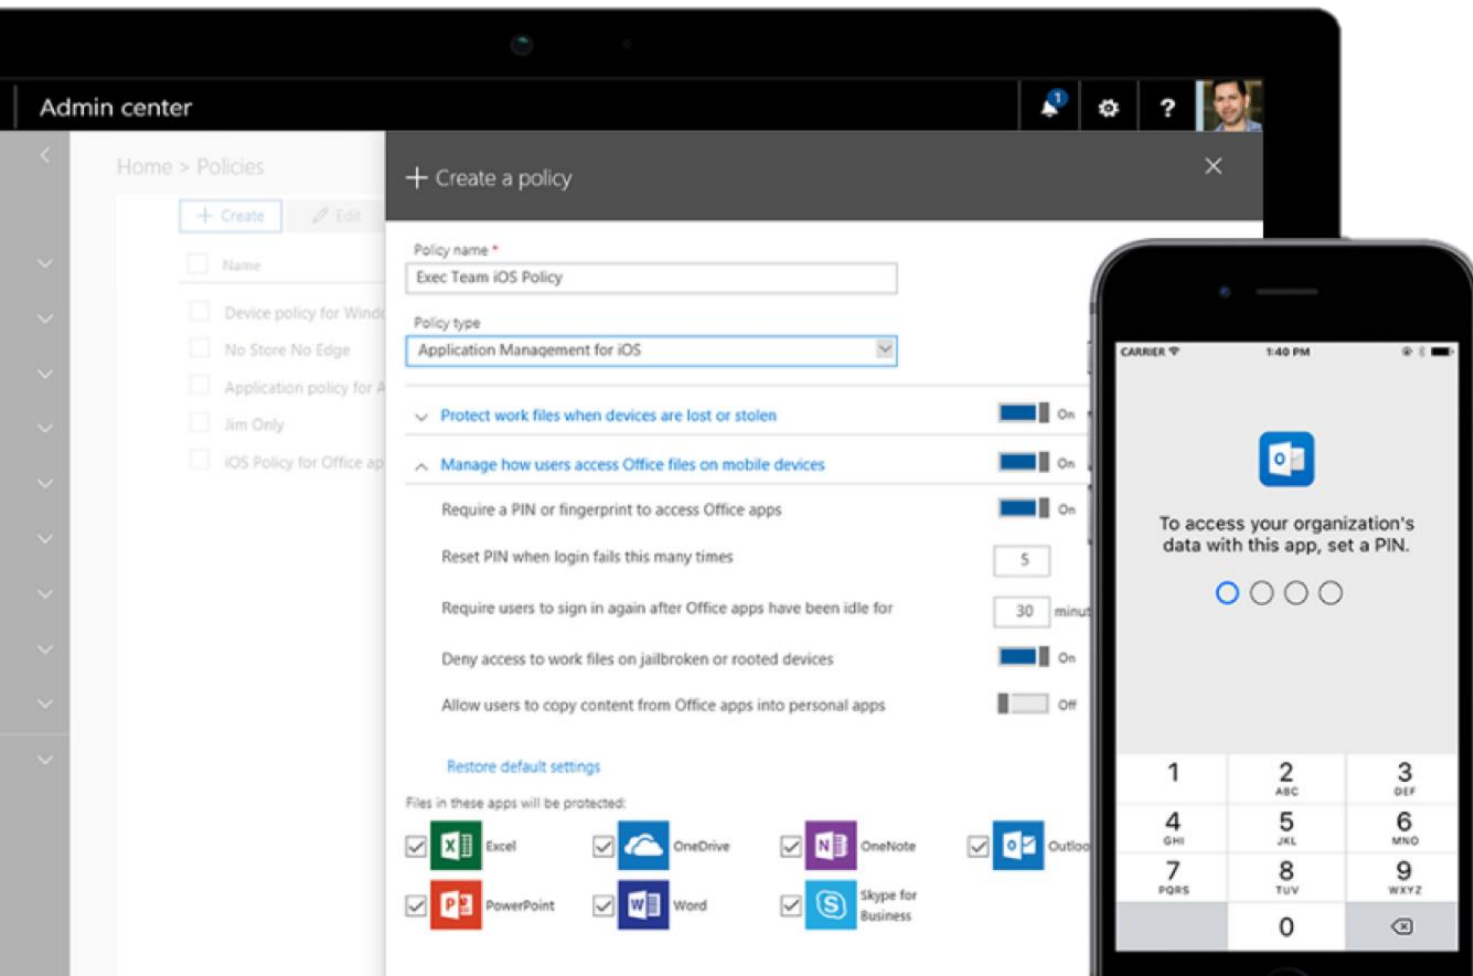 Admin center
1
?
Home > Policies
+ Create
Edit
Name
Device policy for
No Store No Edge
Application policy for
Jim Only
iOS Policy for Office
+ Create a policy
Policy name *
Exec Team iOS Policy
Policy type
Application Management for iOS
Protect work files when devices are lost or stolen
On
Manage how users access Office files on mobile devices
On
Require a PIN or fingerprint to access Office apps
On
Reset PIN when login fails this many times
5
Require users to sign in again after Office apps have been idle for
30
Deny access to work files on jailbroken or rooted devices
On
Allow users to copy content from Office apps into personal apps
Off
Restore default settings
Files in these apps will be protected:
Excel
OneDrive
OneNote
PowerPoint
Word
Skype for
Business
CARRIER
1:40 PM
To access your organization's
data with this app, set a PIN.
1
2
ABC
3
DEF
4
GHI
5
JKL
6
MNO
7
PQRS
8
TUV
9
WXYZ
0